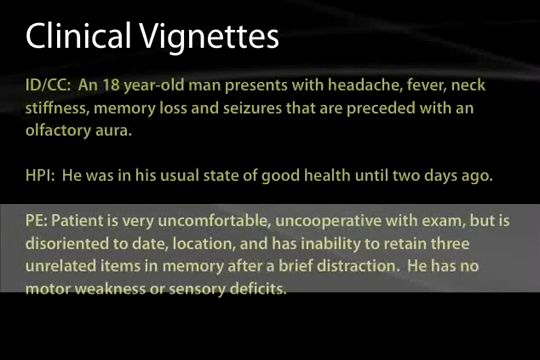 Clinical Vignettes
ID/CC: An 18 year-old man presents with headache, fever, neck
stiffness, memory loss and seizures that are preceded with an
olfactory aura.
HPI: He was in his usual state of good health until two days ago.
PE: Patient is very uncomfortable, uncooperative with exam, but is
disoriented to date, location, and has inability to retain three
unrelated items in memory after a brief distraction. He has no
motor weakness or sensory deficits.